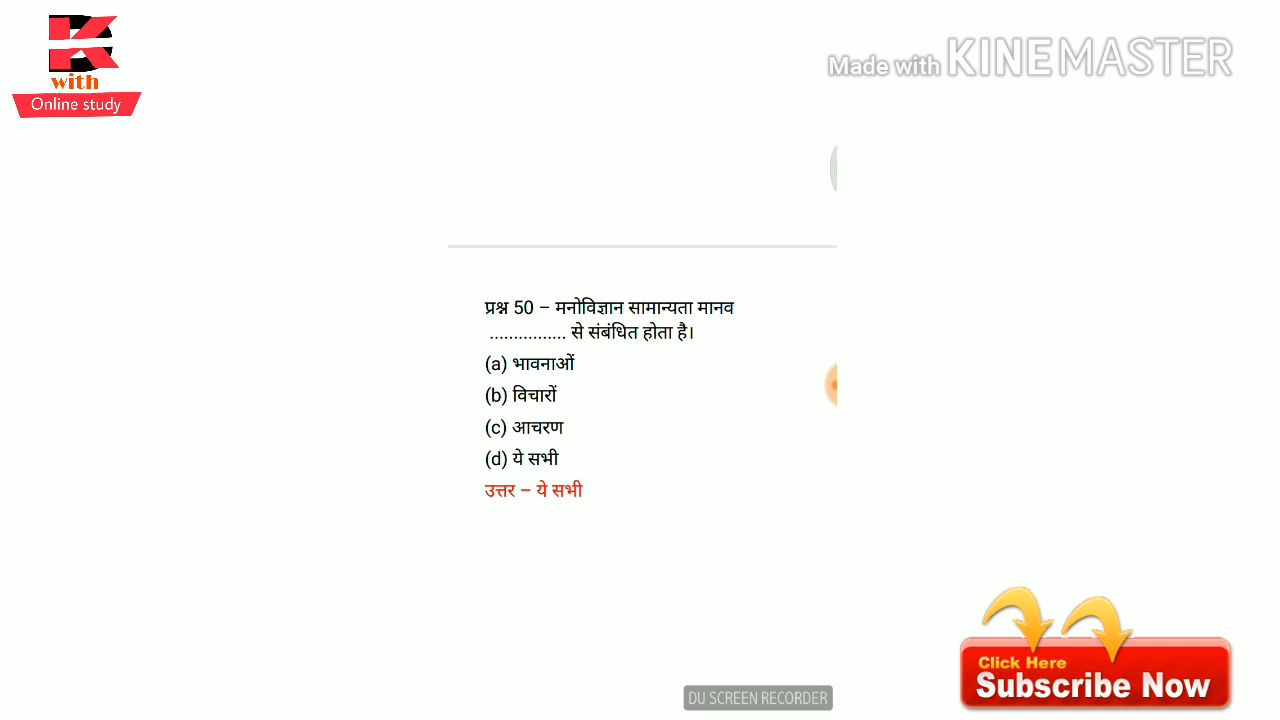 K
with
Online study
Made with KINEMASTER
प्रश्न 50 – मनोविज्ञान सामान्यता मानव
................ से संबंधित होता है।
(a) भावनाओं
(b) विचारों
(c) आचरण
(d) ये सभी
उत्तर – ये सभी
Click Here
Subscribe Now
DU SCREEN RECORDER